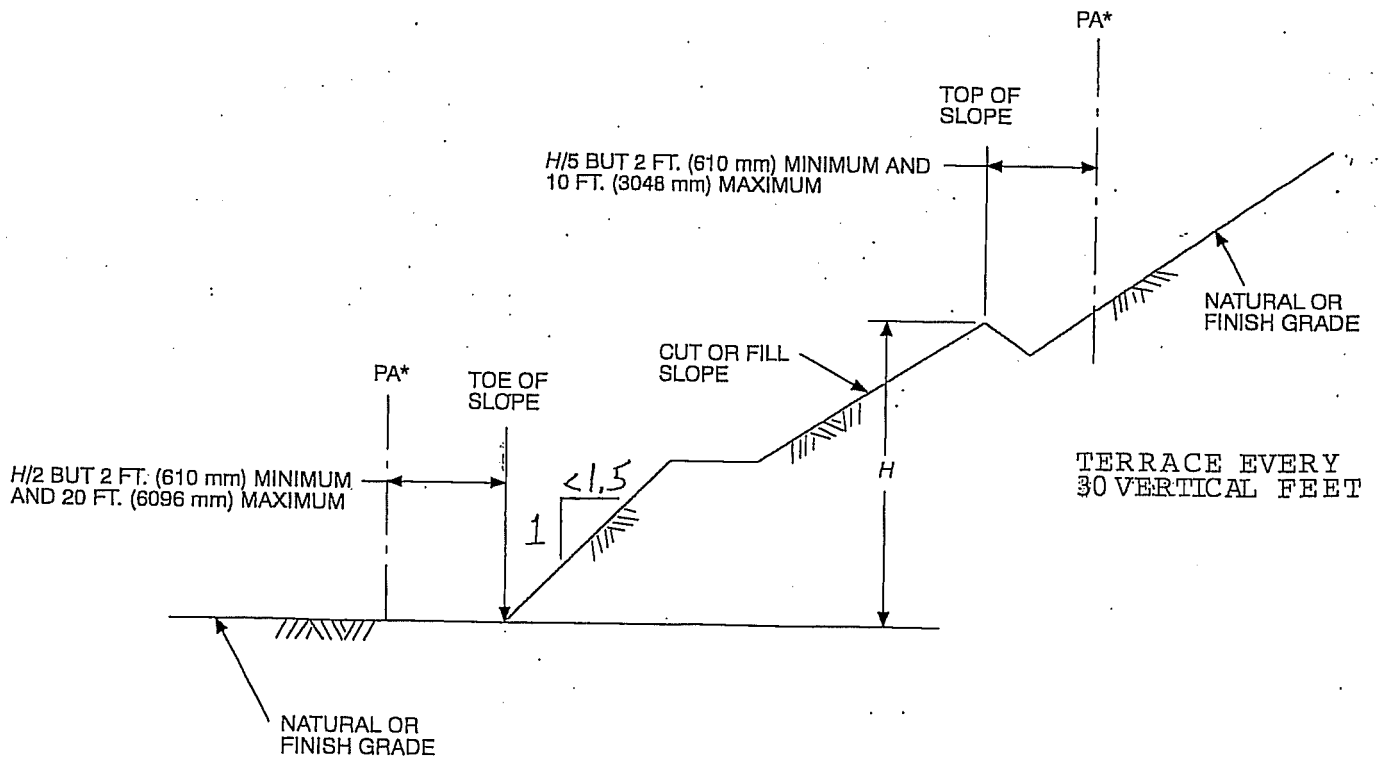 PA*
TOP OF
SLOPE
H/5 BUT 2 FT. (610 mm) MINIMUM AND
10 FT. (3048 mm) MAXIMUM
NATURAL OR
FINISH GRADE
CUT OR FILL
SLOPE
PA*
TOE OF
SLOPE
H/2 BUT 2 FT. (610 mm) MINIMUM
AND 20 FT. (6096 mm) MAXIMUM
<1,5
1
H
TERRACE EVERY
30 VERTICAL FEET
NATURAL OR
FINISH GRADE